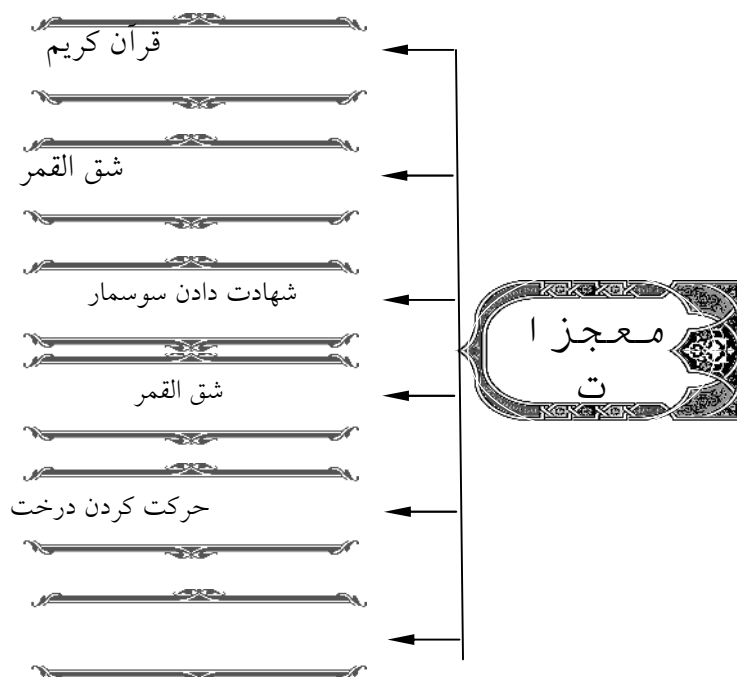 معجزات
قرآن کریم
شق القمر
شهادت دادن سوسمار
شق القمر
حرکت کردن درخت